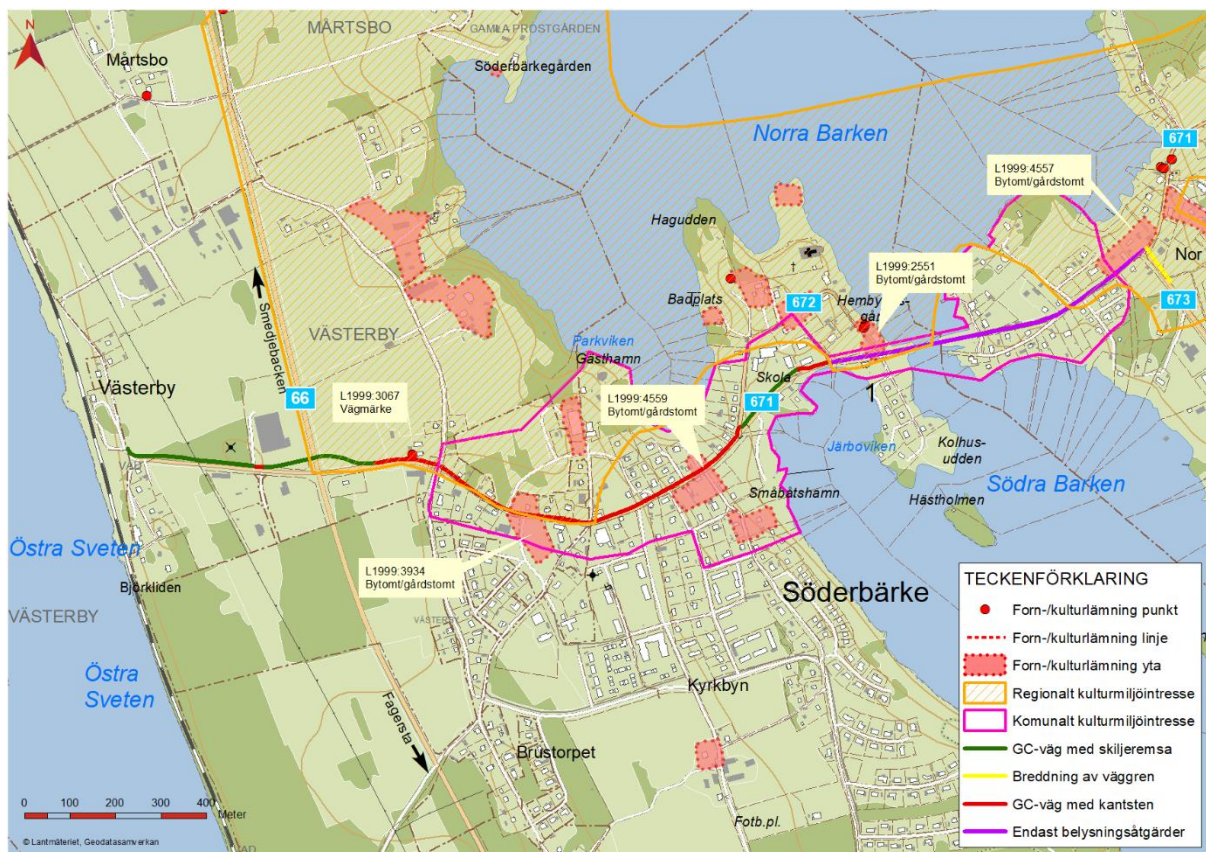 N
MÅRTSBO
GAMLA PROSTGÅRDEN
Mårtsbo
Söderbärkegården
Norra Barken
671
L1999:4557
Bytomt/gårdstomt
Hagudden
Nor
L1999:2551
Bytomt/gårdstomt
Badplats
672
673
Smedjebacken
VÄSTERBY
Parkviken
Gästhamn
Skola
Västerby
66
L1999:3067
Vägmärke
L1999:4559
Bytomt/gårdstomt
671
1
Järboviken
Kolhus-
udden
Södra Barken
Småbåtshamn
Hästholmen
Östra Sveten
Björkliden
L1999:3934
Bytomt/gårdstomt
Söderbärke
VÄSTERBY
VÄSTERBY
Östra
Sveten
Kyrkbyn
Fagersta
Brustorpet
Fotb.pl.
TECKENFÖRKLARING
Forn-/kulturlämning punkt
Forn-/kulturlämning linje
Forn-/kulturlämning yta
Regionalt kulturmiljöintresse
Komunalt kulturmiljöintresse
GC-väg med skiljeremsa
Breddning av väggren
GC-väg med kantsten
Endast belysningsåtgärder
0 100 200 300 400
Meter
© Lantmäteriet, Geodatasamverkan